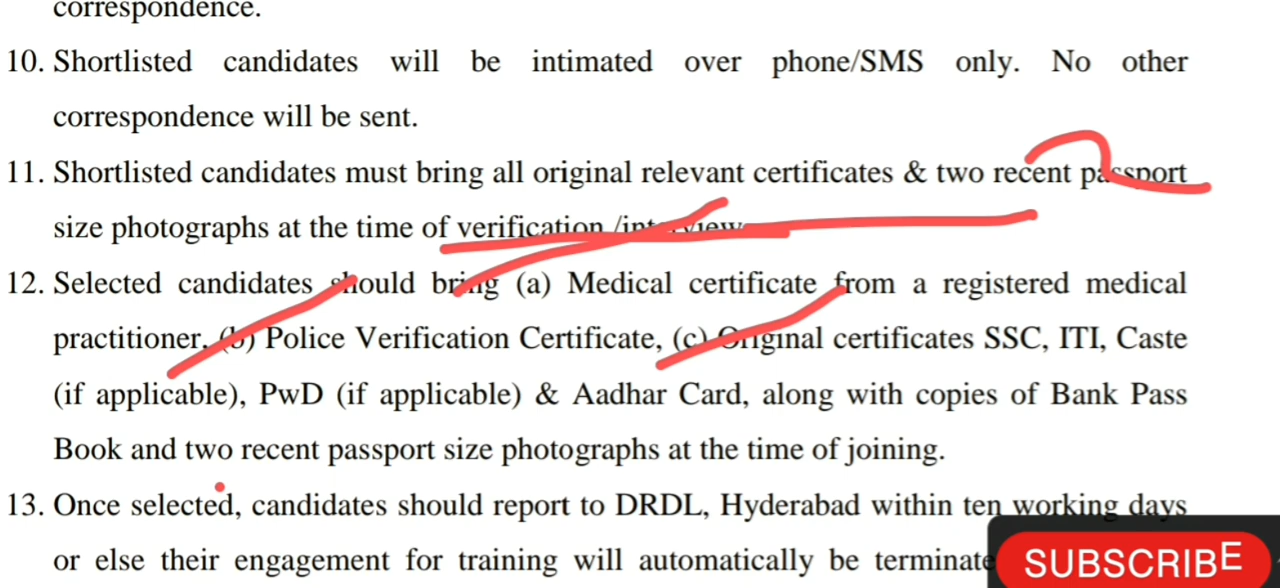 correspondence.
10. Shortlisted candidates will be intimated over phone/SMS only. No other
correspondence will be sent.
11. Shortlisted candidates must bring all original relevant certificates & two recent passport
size photographs at the time of verification /interview
12. Selected candidates should bring (a) Medical certificate from a registered medical
practitioner, (b) Police Verification Certificate, (c) Original certificates SSC, ITI, Caste
(if applicable), PwD (if applicable) & Aadhar Card, along with copies of Bank Pass
Book and two recent passport size photographs at the time of joining.
13. Once selected, candidates should report to DRDL, Hyderabad within ten working days
or else their engagement for training will automatically be terminate
SUBSCRIBE